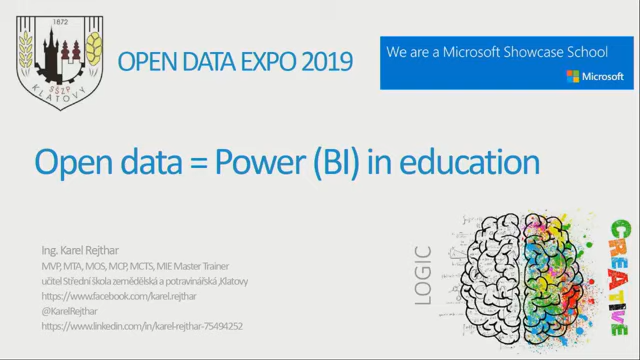 1872
SŠZP
KLATOVY
OPEN DATA EXPO 2019
We are a Microsoft Showcase School
Microsoft
Open data = Power (BI) in education
Ing. Karel Rejthar
MVP, MTA, MOS, MCP, MCTS, MIE Master Trainer
učitel Střední škola zemědělská a potravinářská ,Klatovy
https://www.facebook.com/karel.rejthar
@KarelRejthar
https://www.linkedin.com/in/karel-rejthar-75494252
LOGIC
CREATIVE